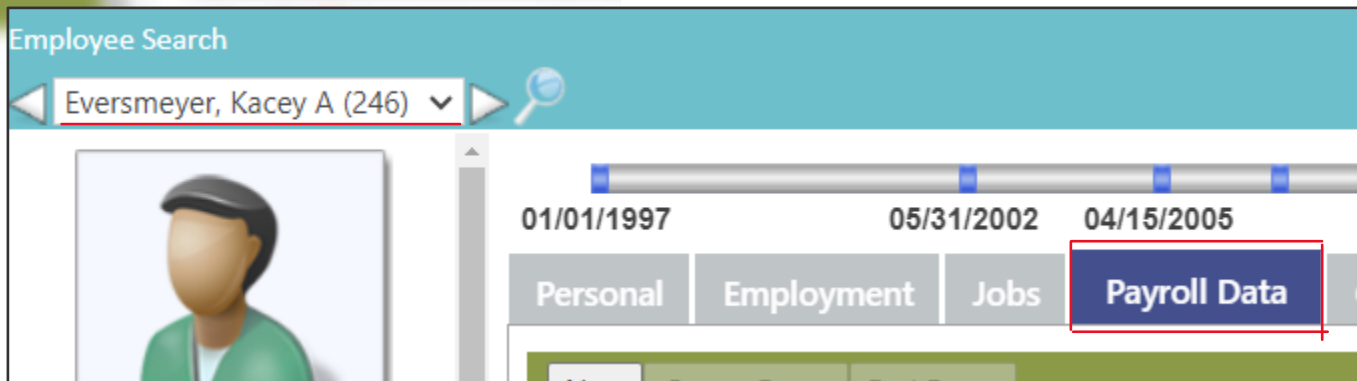 Employee Search
Eversmeyer, Kacey A (246)
01/01/1997 05/31/2002 04/15/2005
Personal Employment Jobs Payroll Data